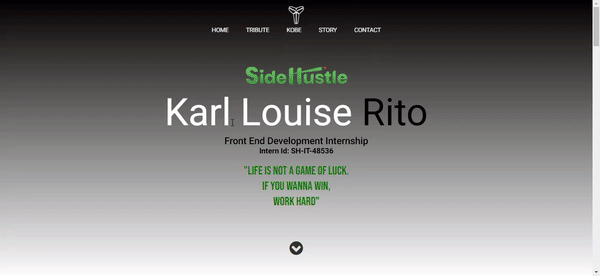 HOME TRIBUTE KOBE STORY CONTACT
SideHustle
Karl Louise Rito
Front End Development Internship
Intern Id: SH-IT-48536
"LIFE IS NOT A GAME OF LUCK.
IF YOU WANNA WIN,
WORK HARD"